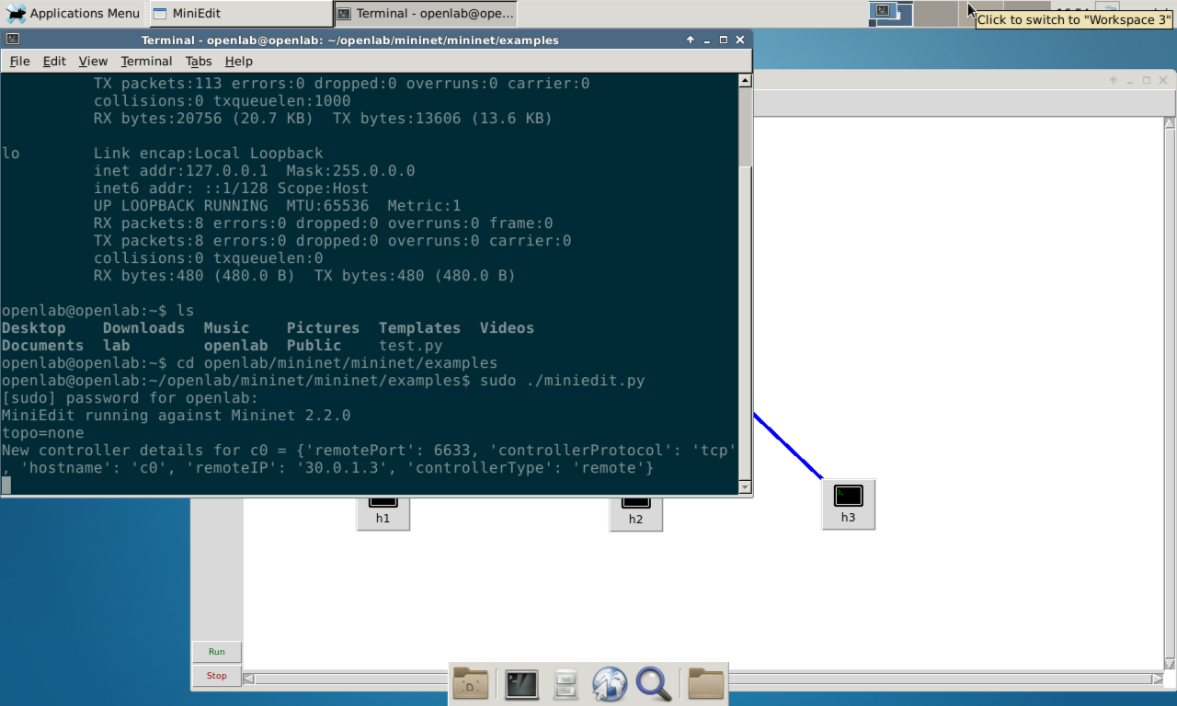 Applications Menu
MiniEdit
Terminal - openlab@ope...
Click to switch to "Workspace 3"
Terminal - openlab@openlab: ~/openlab/mininet/mininet/examples
File Edit View Terminal Tabs Help
TX packets:113 errors:0 dropped:0 overruns:0 carrier:0
collisions:0 txqueuelen:1000
RX bytes:20756 (20.7 KB)  TX bytes:13606 (13.6 KB)
lo        Link encap:Local Loopback
inet addr:127.0.0.1  Mask:255.0.0.0
inet6 addr: ::1/128 Scope:Host
UP LOOPBACK RUNNING  MTU:65536  Metric:1
RX packets:8 errors:0 dropped:0 overruns:0 frame:0
TX packets:8 errors:0 dropped:0 overruns:0 carrier:0
collisions:0 txqueuelen:0
RX bytes:480 (480.0 B)  TX bytes:480 (480.0 B)
openlab@openlab:~$ ls
Desktop    Downloads  Music    Pictures  Templates  Videos
Documents  lab        openlab  Public    test.py
openlab@openlab:~$ cd openlab/mininet/mininet/examples
openlab@openlab:~/openlab/mininet/mininet/examples$ sudo ./miniedit.py
[sudo] password for openlab:
MiniEdit running against Mininet 2.2.0
topo=none
New controller details for c0 = {'remotePort': 6633, 'controllerProtocol': 'tcp'
, 'hostname': 'c0', 'remoteIP': '30.0.1.3', 'controllerType': 'remote'}
h1
h2
h3
Run
Stop